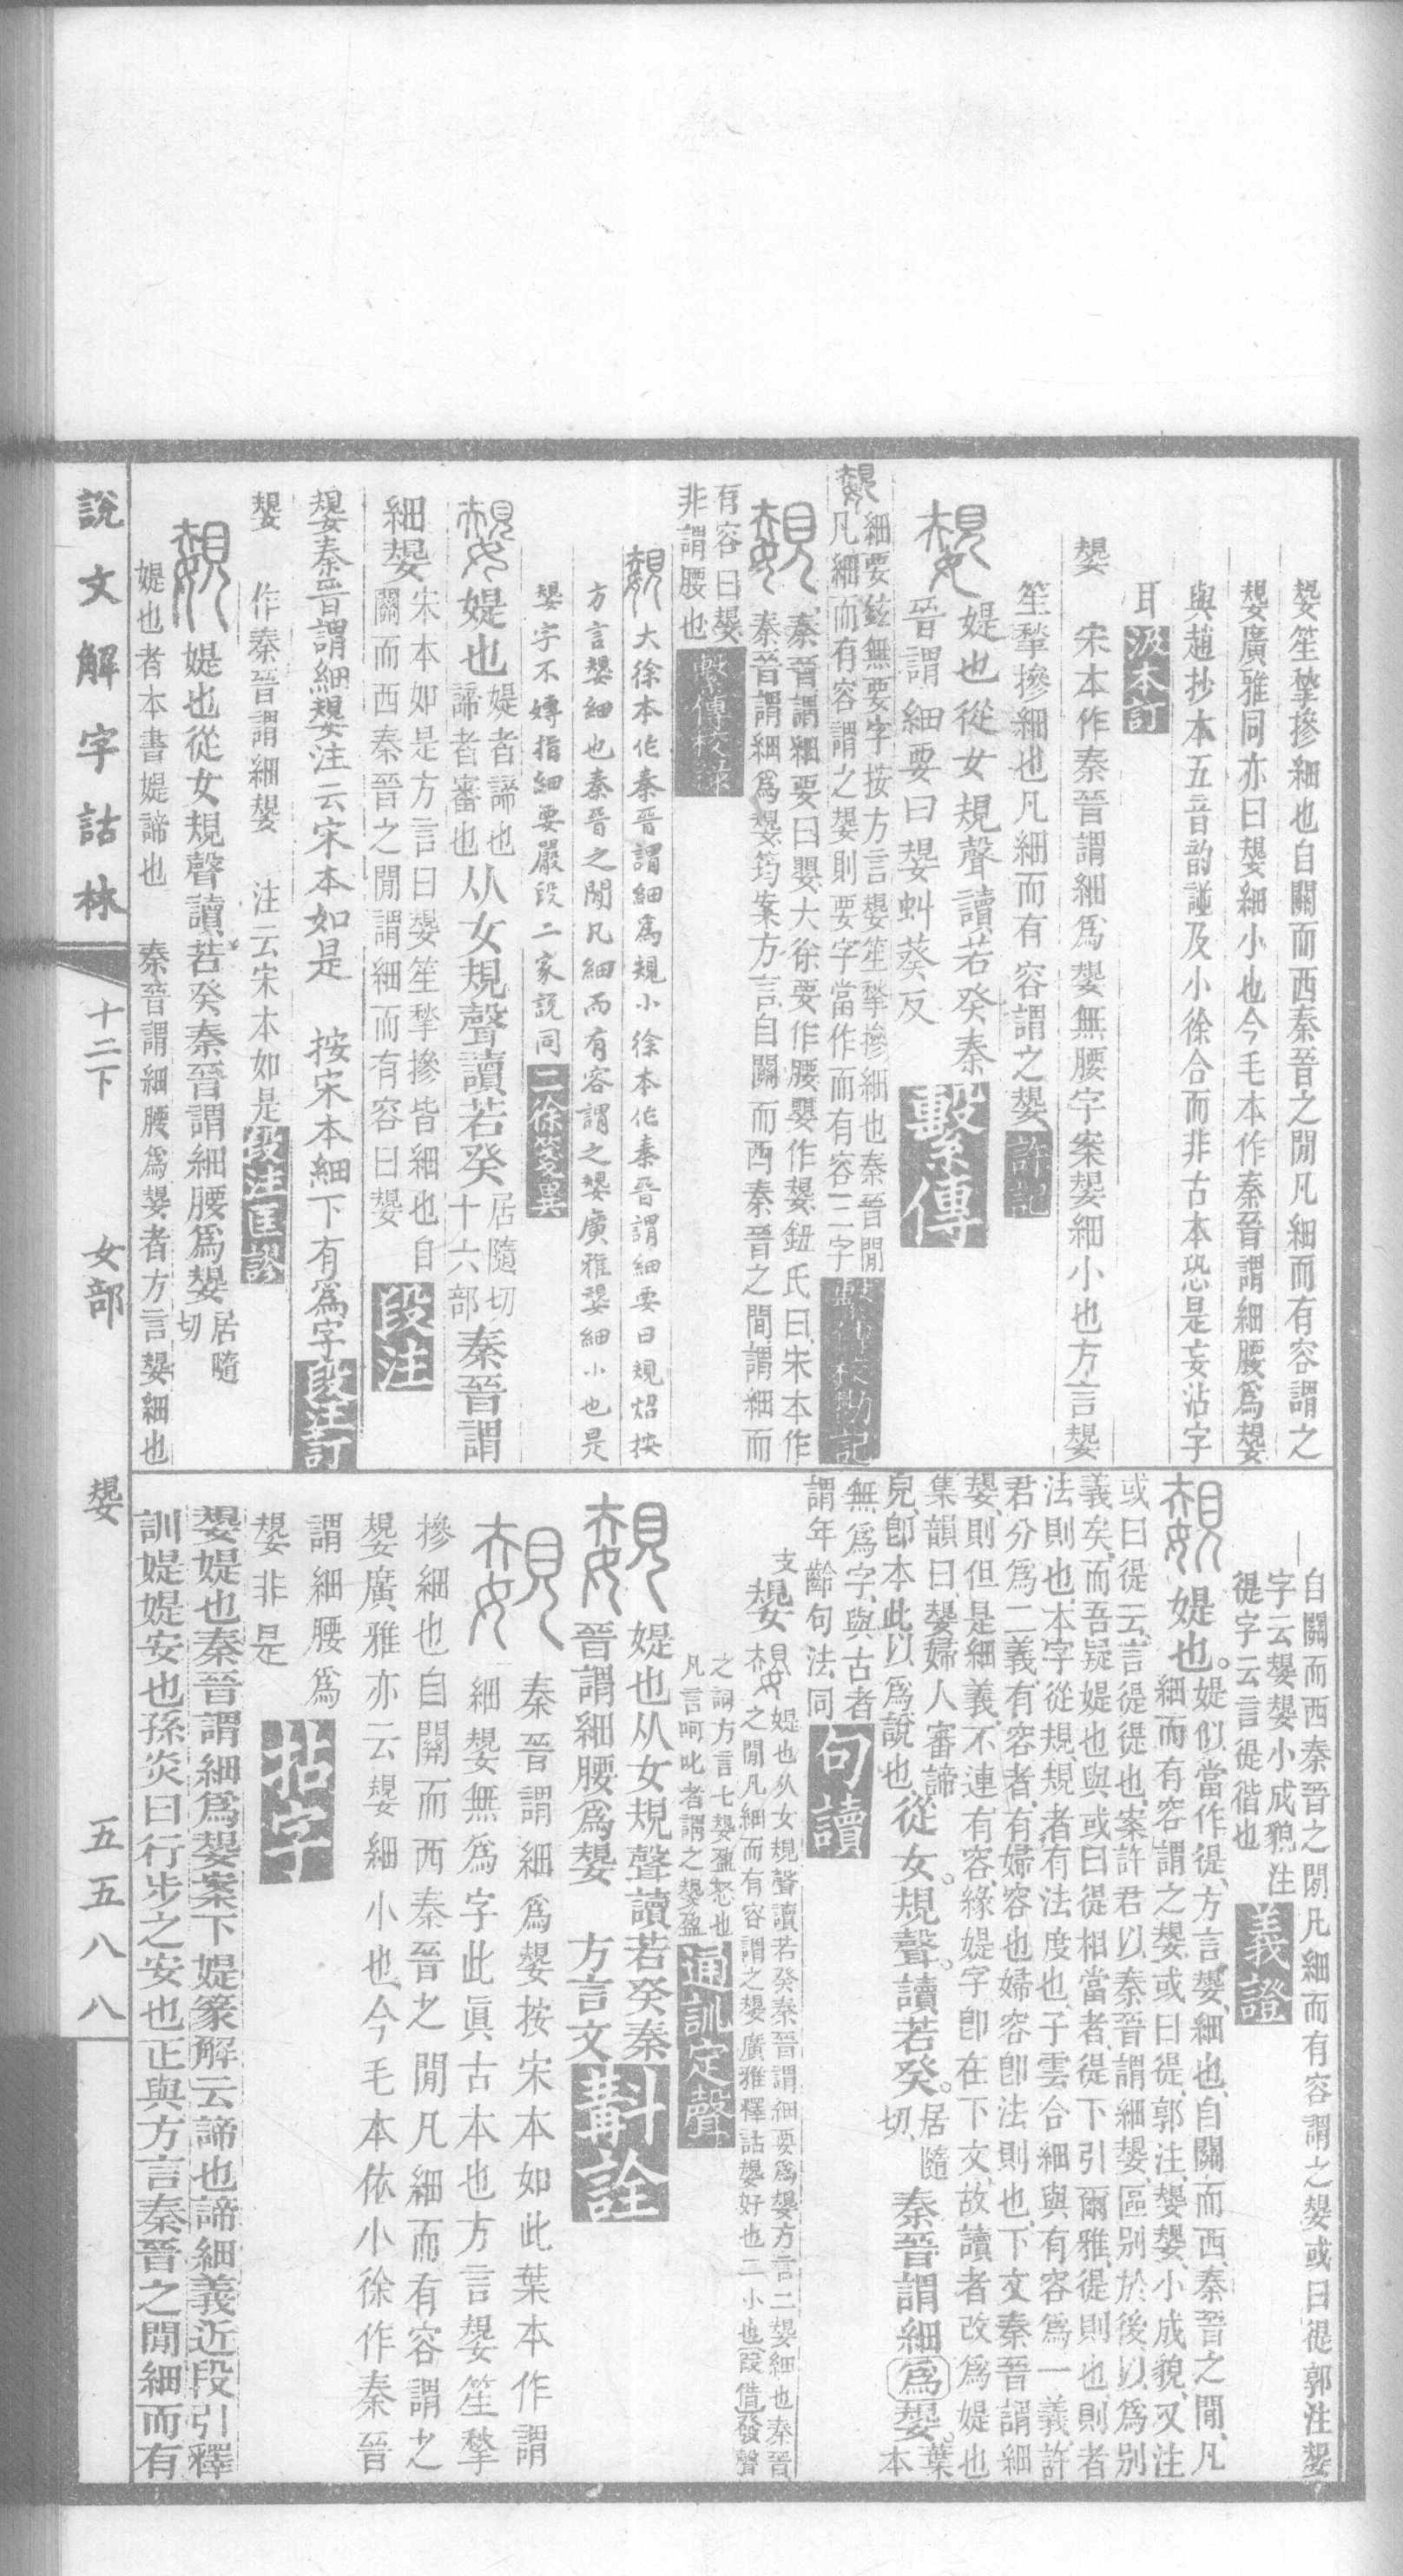 嫢笙揫摻細也自關而西秦晉之閒凡細而有容謂之
嫢廣雅同亦曰嫢細小也今毛本作秦晉謂細腰爲嫢
與趙抄本五音韵譜及小徐合而非古本恐是妄沾字
耳 汲本訂
嫢 宋本作秦晉謂細爲嫢無腰字案嫢細小也方言嫢
笙揫摻細也凡細而有容謂之嫢 許記
嫢 媞也從女規聲讀若癸秦
晉謂細要曰嫢虯癸反 繫傳
嫢 細要鉉無要字按方言嫢笙揫摻細也秦晉閒
凡細而有容謂之嫢則要字當作而有容三字 繫傳校勘記
嫢 秦晉謂細要曰嫢大徐要作腰嫢作嫢鈕氏曰宋本作
秦晉謂細爲嫢筠案方言自關而西秦晉之間謂細而
有容曰嫢
非謂腰也 繫傳校錄
嫢 大徐本作秦晉謂細爲規小徐本作秦晉謂細要曰規炤按
方言嫢細也秦晉之閒凡細而有容謂之嫢廣雅嫢細小也是
嫢字不專指細要嚴段二家說同 二徐箋異
嫢 媞也 媞者諦也
諦者審也 从女規聲讀若癸 居隨切
十六部 秦晉謂
細嫢 宋本如是方言曰嫢笙揫摻皆細也自
關而西秦晉之閒謂細而有容曰嫢 段注
嫢秦晉謂細嫢注云宋本如是 按宋本細下有爲字 段注訂
嫢 作秦晉謂細嫢 注云宋本如是 段注匡謬
嫢 媞也從女規聲讀若癸秦晉謂細腰爲嫢 居隨
切
媞也者本書媞諦也 秦晉謂細腰爲嫢者方言嫢細也
自關而西秦晉之閒凡細而有容謂之嫢或曰徥郭注嫢
字云嫢嫢小成貌注
徥字云言徥偕也 義證
嫢 媞也。媞似當作徥、方言嫢、細也、自關而西、秦晉之閒、凡
細而有容謂之嫢、或曰徥、郭注、嫢嫢、小成貌、又注
或曰徥云、言徥徥也、案許君以秦晉謂細嫢、區別於後、以爲別
義矣、而吾疑媞也與或曰徥相當者、徥下引爾雅、徥則也、則者
法則也、本字從規、規者、有法度也、子雲合細與有容爲一義、許
君分爲二義、有容者、有婦容也、婦容卽法則也、下文秦晉謂細
嫢、則但是細義、不連有容、緣媞字卽在下文、故讀者改爲媞也
集韻曰、嫢婦人審諦
皃、卽本此以爲說也 從女。規聲。讀若癸。居隨
切、 秦晉謂細爲嫢。葉本
無爲字、與古者
謂年齡句法同 句讀
支 嫢 媞也从女規聲讀若癸秦晉謂細要爲嫢方言二嫢細也秦晉
之閒凡細而有容謂之嫢廣雅釋詁嫢好也二小也〔叚借〕發聲
之詞方言七嫢盈怒也
凡言呵叱者謂之嫢盈 通訓定聲
嫢 媞也从女規聲讀若癸秦
晉謂細腰爲嫢 方言文 斠詮
嫢 秦晉謂細爲嫢按宋本如此葉本作謂
細嫢無爲字此眞古本也方言嫢笙揫
摻細也自關而西秦晉之閒凡細而有容謂之
嫢廣雅亦云嫢細小也、今毛本依小徐作秦晉
謂細腰爲
嫢非是 拈字
嫢媞也秦晉謂細爲嫢案下媞篆解云諦也諦細義近段引釋
訓媞媞安也孫炎曰行步之安也正與方言秦晉之閒細而有
說文解字詁林 十二下 女部 嫢 五五八八